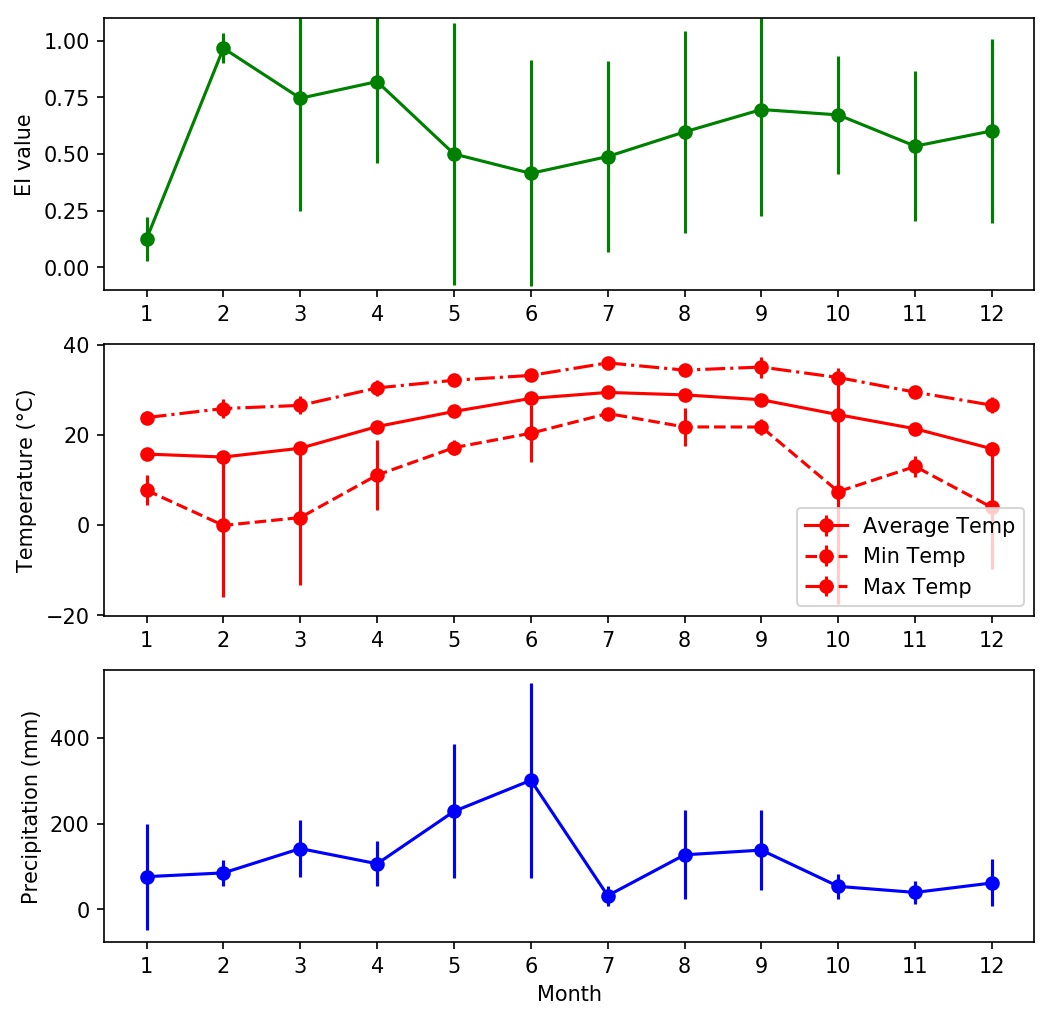 EI value
1.00
0.75
0.50
0.25
0.00
1 2 3 4 5 6 7 8 9 10 11 12
Temperature (°C)
40
20
0
−20
Average Temp
Min Temp
Max Temp
1 2 3 4 5 6 7 8 9 10 11 12
Precipitation (mm)
400
200
0
1 2 3 4 5 6 7 8 9 10 11 12
Month